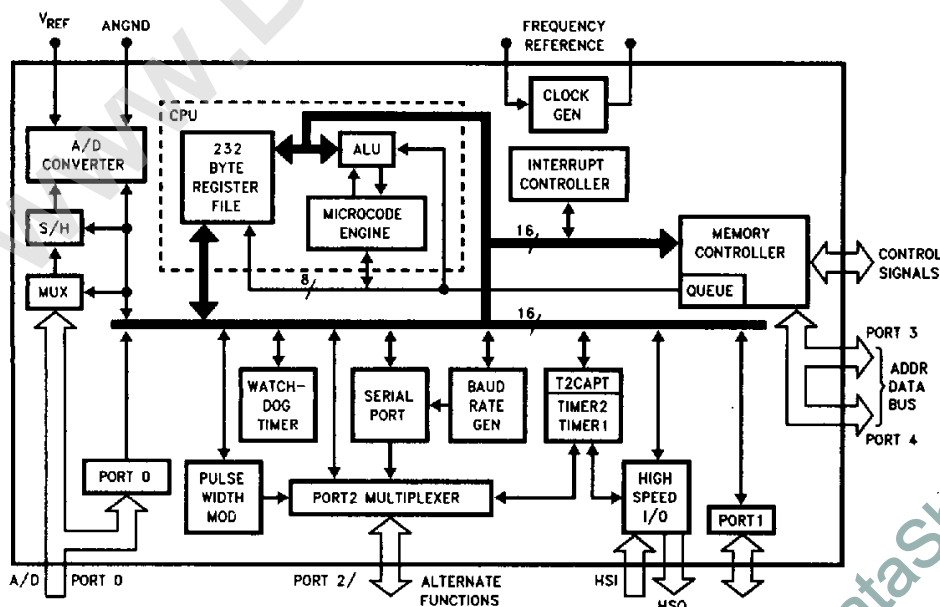 VREF
ANGND
FREQUENCY
REFERENCE
CPU
CLOCK
GEN
A/D
CONVERTER
232
BYTE
REGISTER
FILE
ALU
INTERRUPT
CONTROLLER
S/H
MICROCODE
ENGINE
MEMORY
CONTROLLER
16
CONTROL
SIGNALS
MUX
8
QUEUE
16
PORT 3
ADDR
DATA
BUS
PORT 4
WATCH-
DOG
TIMER
SERIAL
PORT
BAUD
RATE
GEN
T2CAPT
TIMER2
TIMER1
PORT 0
PULSE
WIDTH
MOD
PORT2 MULTIPLEXER
HIGH
SPEED
I/O
PORT1
A/D
PORT 0
PORT 2/
ALTERNATE
FUNCTIONS
HSI
HSO
www.